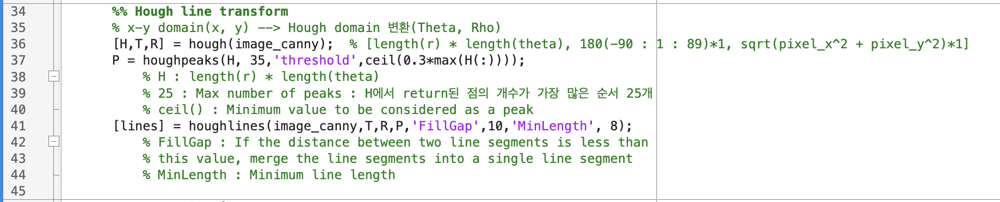 34 %% Hough line transform
35 % x-y domain(x, y) --> Hough domain 변환(Theta, Rho)
36 [H,T,R] = hough(image_canny);  % [length(r) * length(theta), 180(-90 : 1 : 89)*1, sqrt(pixel_x^2 + pixel_y^2)*1]
37 P = houghpeaks(H, 35,'threshold',ceil(0.3*max(H(:))));
38 % H : length(r) * length(theta)
39 % 25 : Max number of peaks : H에서 return된 점의 개수가 가장 많은 순서 25개
40 % ceil() : Minimum value to be considered as a peak
41 [lines] = houghlines(image_canny,T,R,P,'FillGap',10,'MinLength', 8);
42 % FillGap : If the distance between two line segments is less than
43 % this value, merge the line segments into a single line segment
44 % MinLength : Minimum line length
45